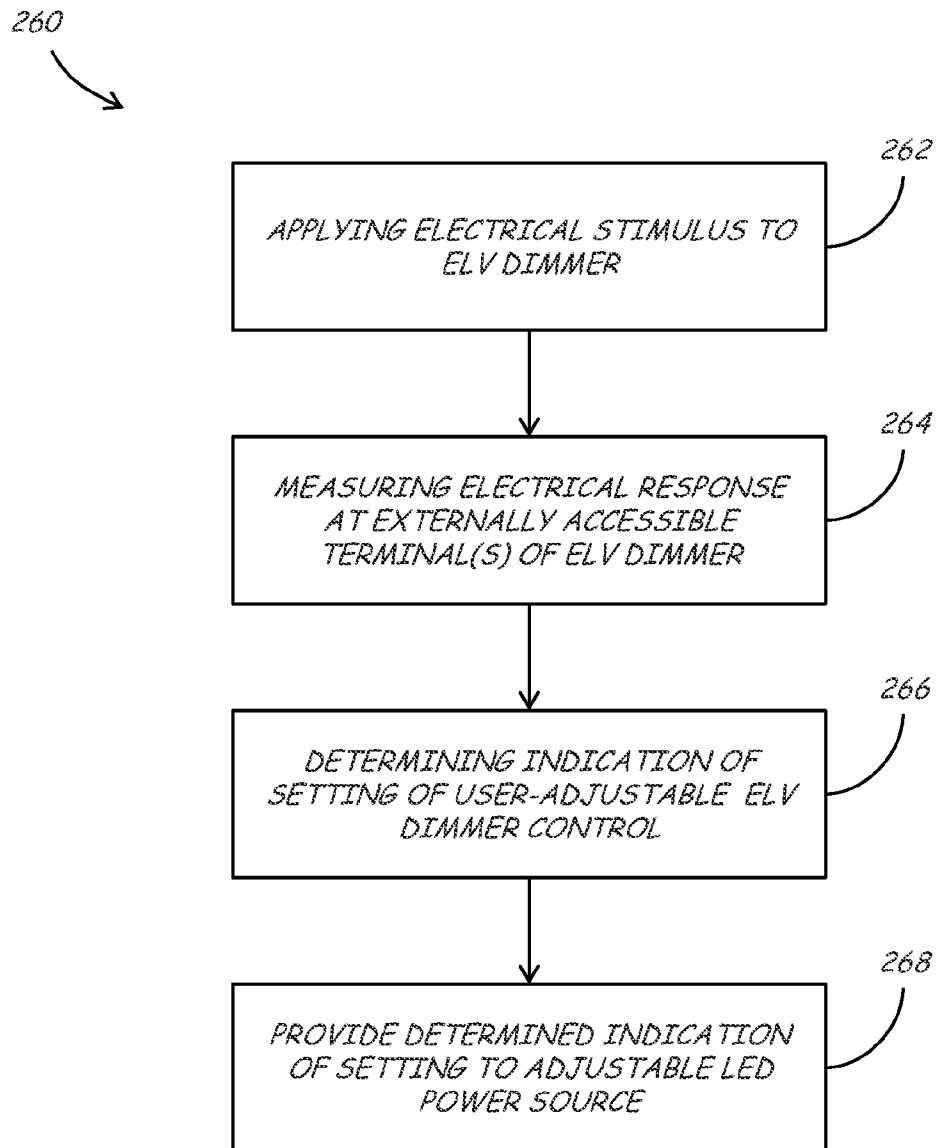 260
262
APPLYING ELECTRICAL STIMULUS TO
ELV DIMMER
264
MEASURING ELECTRICAL RESPONSE
AT EXTERNALLY ACCESSIBLE
TERMINAL(S) OF ELV DIMMER
266
DETERMINING INDICATION OF
SETTING OF USER-ADJUSTABLE ELV
DIMMER CONTROL
268
PROVIDE DETERMINED INDICATION
OF SETTING TO ADJUSTABLE LED
POWER SOURCE